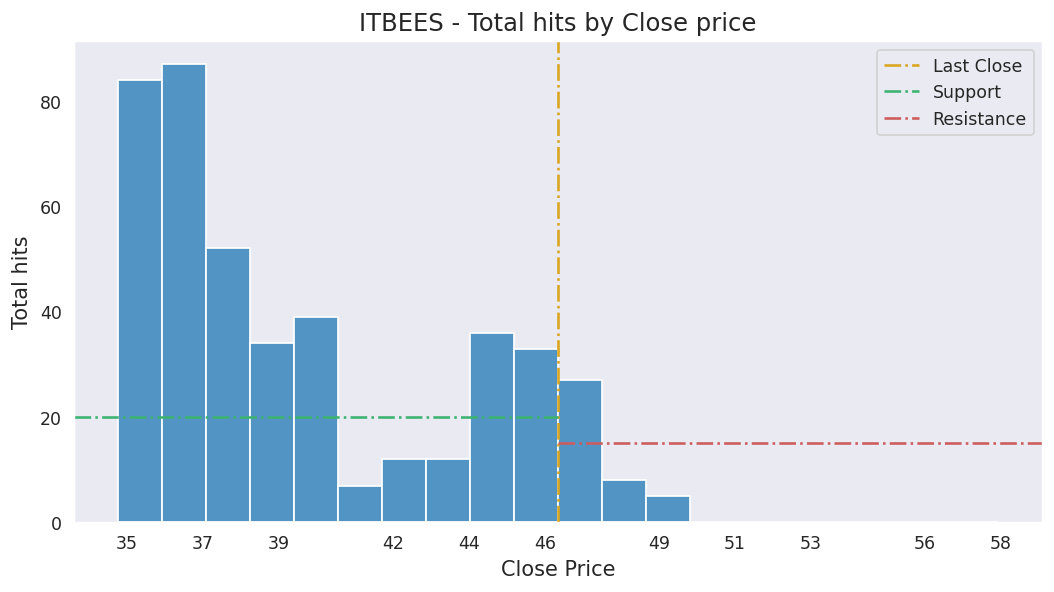 ITBEES - Total hits by Close price
Last Close
Support
Resistance
Total hits
80
60
40
20
0
35 37 39 42 44 46 49 51 53 56 58
Close Price